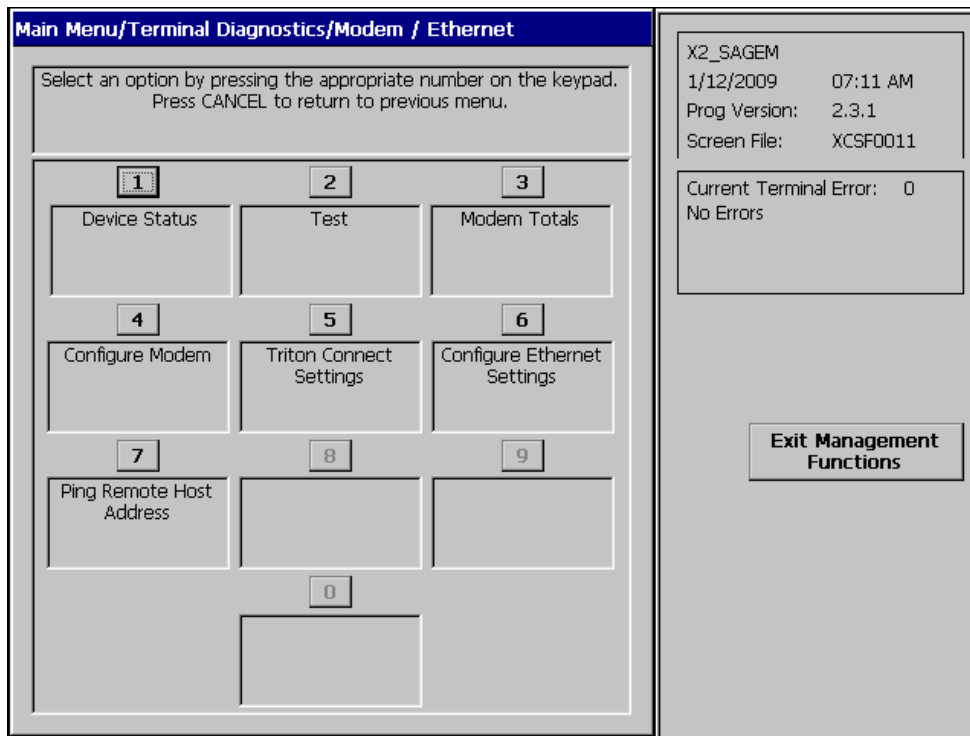 Main Menu/Terminal Diagnostics/Modem / Ethernet
Select an option by pressing the appropriate number on the keypad.
Press CANCEL to return to previous menu.
1
2
3
Device Status
Test
Modem Totals
4
5
6
Configure Modem
Triton Connect
Settings
Configure Ethernet
Settings
7
8
9
Ping Remote Host
Address
0
X2_SAGEM
1/12/2009 07:11 AM
Prog Version: 2.3.1
Screen File: XCSF0011
Current Terminal Error: 0
No Errors
Exit Management
Functions